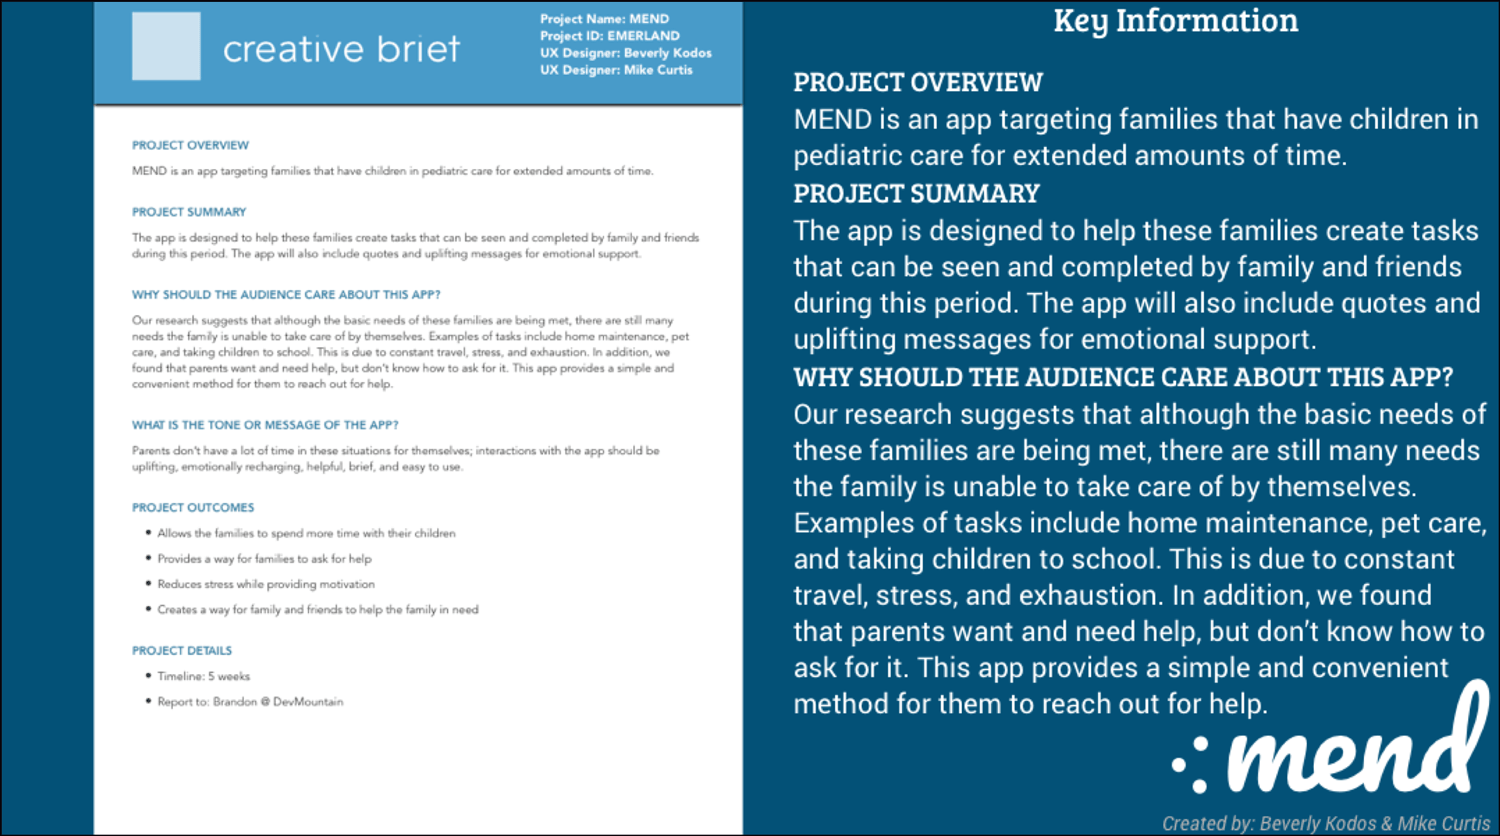 creative brief
Project Name: MEND
Project ID: EMERLAND
UX Designer: Beverly Kodos
UX Designer: Mike Curtis
PROJECT OVERVIEW
MEND is an app targeting families that have children in pediatric care for extended amounts of time.
PROJECT SUMMARY
The app is designed to help these families create tasks that can be seen and completed by family and friends
during this period. The app will also include quotes and uplifting messages for emotional support.
WHY SHOULD THE AUDIENCE CARE ABOUT THIS APP?
Our research suggests that although the basic needs of these families are being met, there are still many
needs the family is unable to take care of by themselves. Examples of tasks include home maintenance, pet
care, and taking children to school. This is due to constant travel, stress, and exhaustion. In addition, we
found that parents want and need help, but don't know how to ask for it. This app provides a simple and
convenient method for them to reach out for help.
WHAT IS THE TONE OR MESSAGE OF THE APP?
Parents don't have a lot of time in these situations for themselves; interactions with the app should be
uplifting, emotionally recharging, helpful, brief, and easy to use.
PROJECT OUTCOMES
• Allows the families to spend more time with their children
• Provides a way for families to ask for help
• Reduces stress while providing motivation
• Creates a way for family and friends to help the family in need
PROJECT DETAILS
• Timeline: 5 weeks
• Report to: Brandon @ DevMountain
Key Information
PROJECT OVERVIEW
MEND is an app targeting families that have children in
pediatric care for extended amounts of time.
PROJECT SUMMARY
The app is designed to help these families create tasks
that can be seen and completed by family and friends
during this period. The app will also include quotes and
uplifting messages for emotional support.
WHY SHOULD THE AUDIENCE CARE ABOUT THIS APP?
Our research suggests that although the basic needs of
these families are being met, there are still many needs
the family is unable to take care of by themselves.
Examples of tasks include home maintenance, pet care,
and taking children to school. This is due to constant
travel, stress, and exhaustion. In addition, we found
that parents want and need help, but don’t know how to
ask for it. This app provides a simple and convenient
method for them to reach out for help.
mend
Created by: Beverly Kodos & Mike Curtis